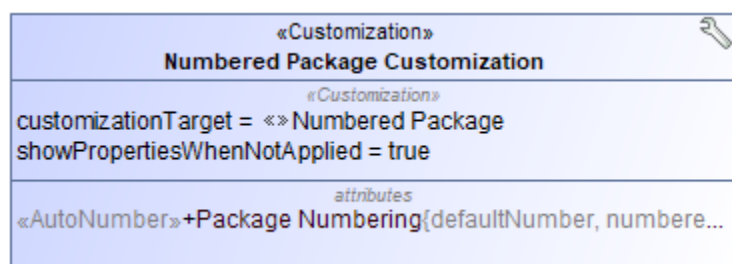 «Customization»
Numbered Package Customization
«Customization»
customizationTarget = «»Numbered Package
showPropertiesWhenNotApplied = true
attributes
«AutoNumber»+Package Numbering{defaultNumber, numbere...